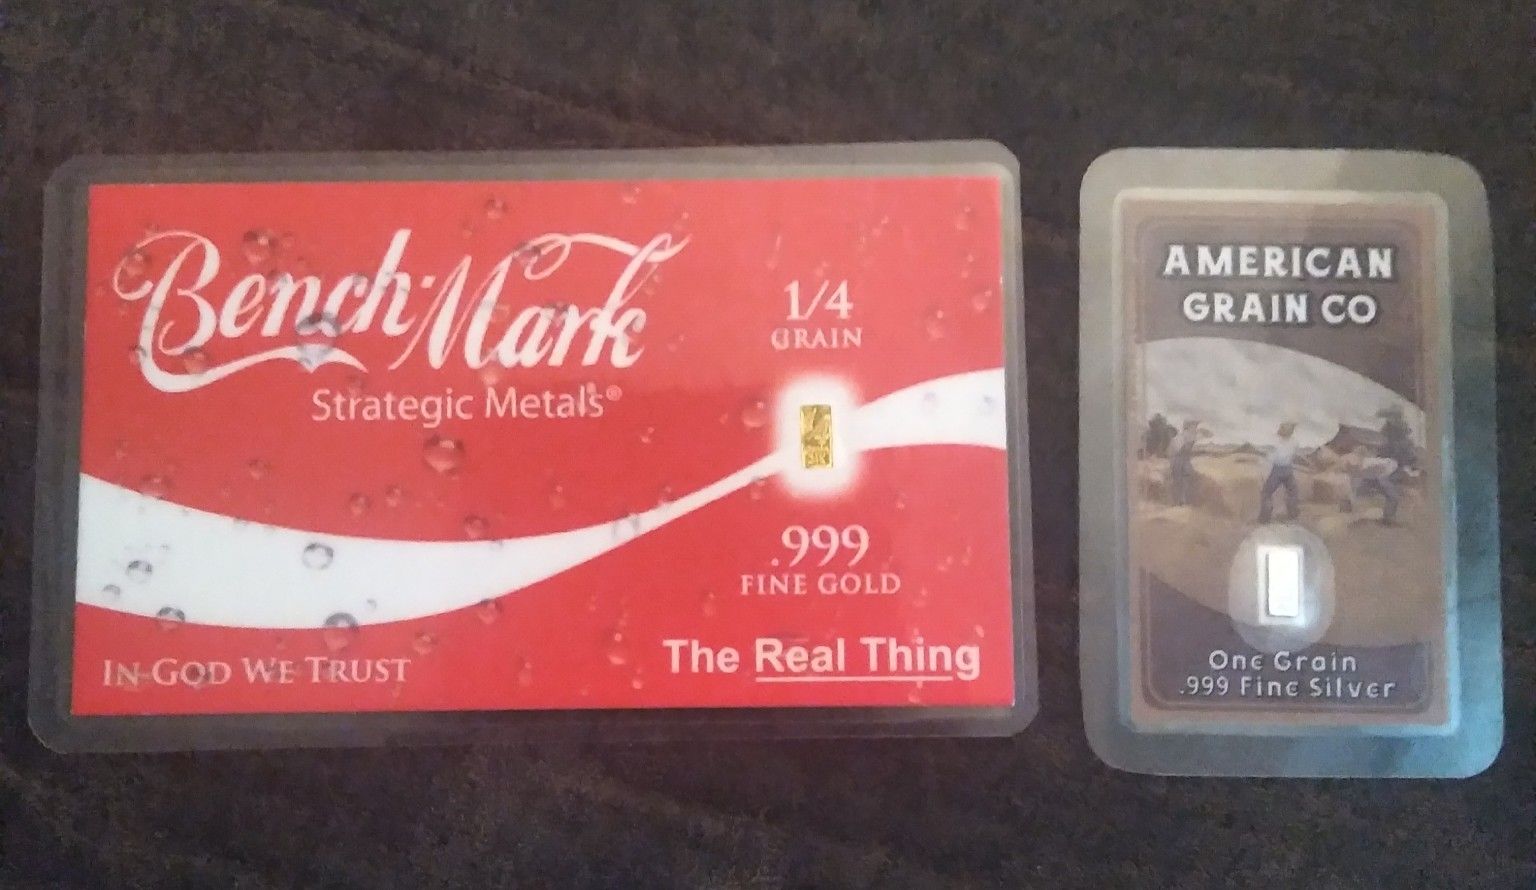 Bench·Mark
Strategic Metals®
1/4
GRAIN
24K
.999
FINE GOLD
IN GOD WE TRUST
The Real Thing
AMERICAN
GRAIN CO
One Grain
.999 Fine Silver